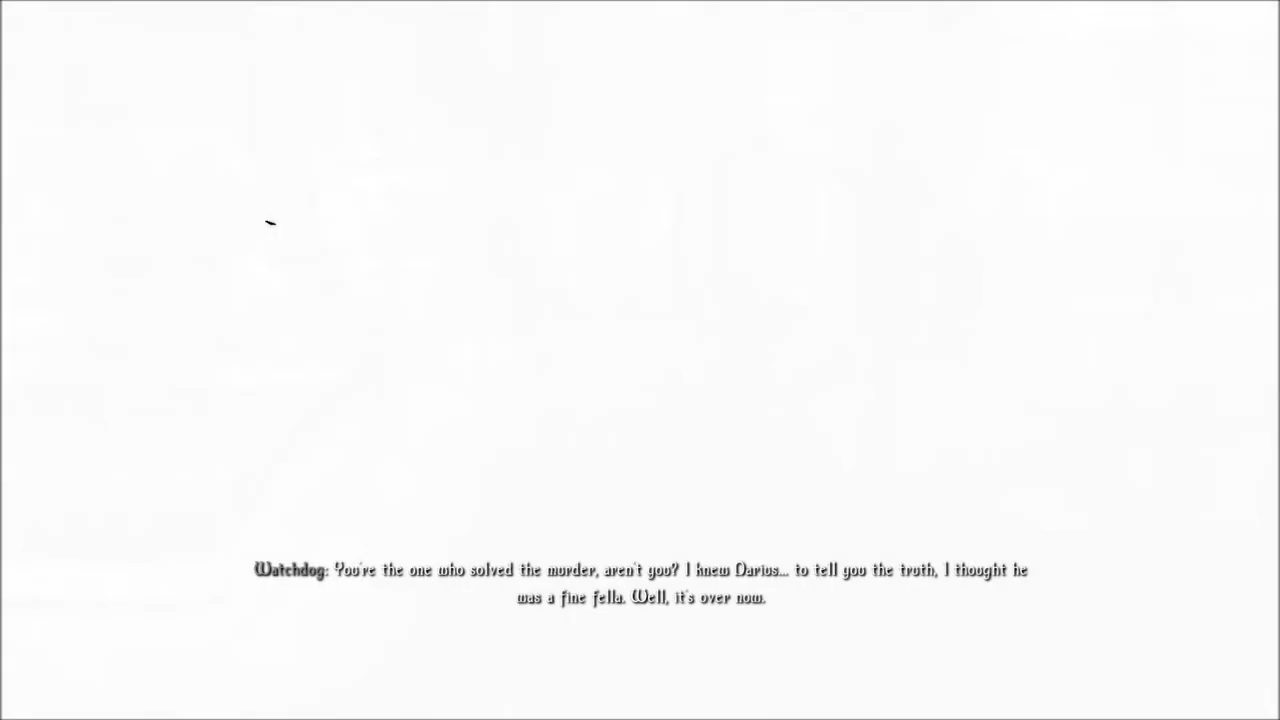 Watchdog: You're the one who solved the murder, aren't you? I knew Darius... to tell you the truth, I thought he
was a fine fella. Well, it's over now.